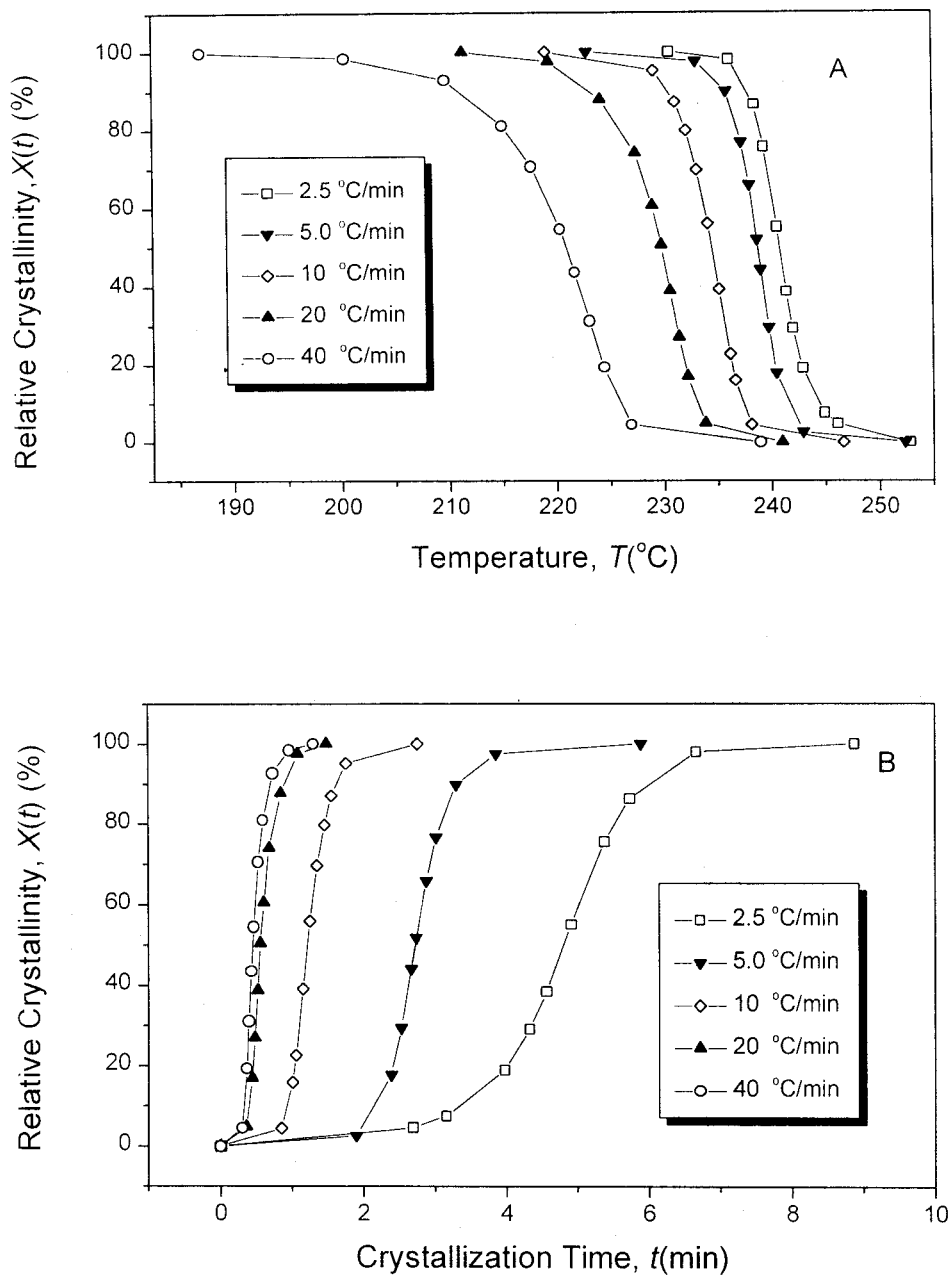 A
Relative Crystallinity, X(t) (%)
100
80
60
40
20
0
2.5 °C/min
5.0 °C/min
10 °C/min
20 °C/min
40 °C/min
190 200 210 220 230 240 250
Temperature, T(°C)
B
Relative Crystallinity, X(t) (%)
100
80
60
40
20
0
2.5 °C/min
5.0 °C/min
10 °C/min
20 °C/min
40 °C/min
0 2 4 6 8 10
Crystallization Time, t(min)